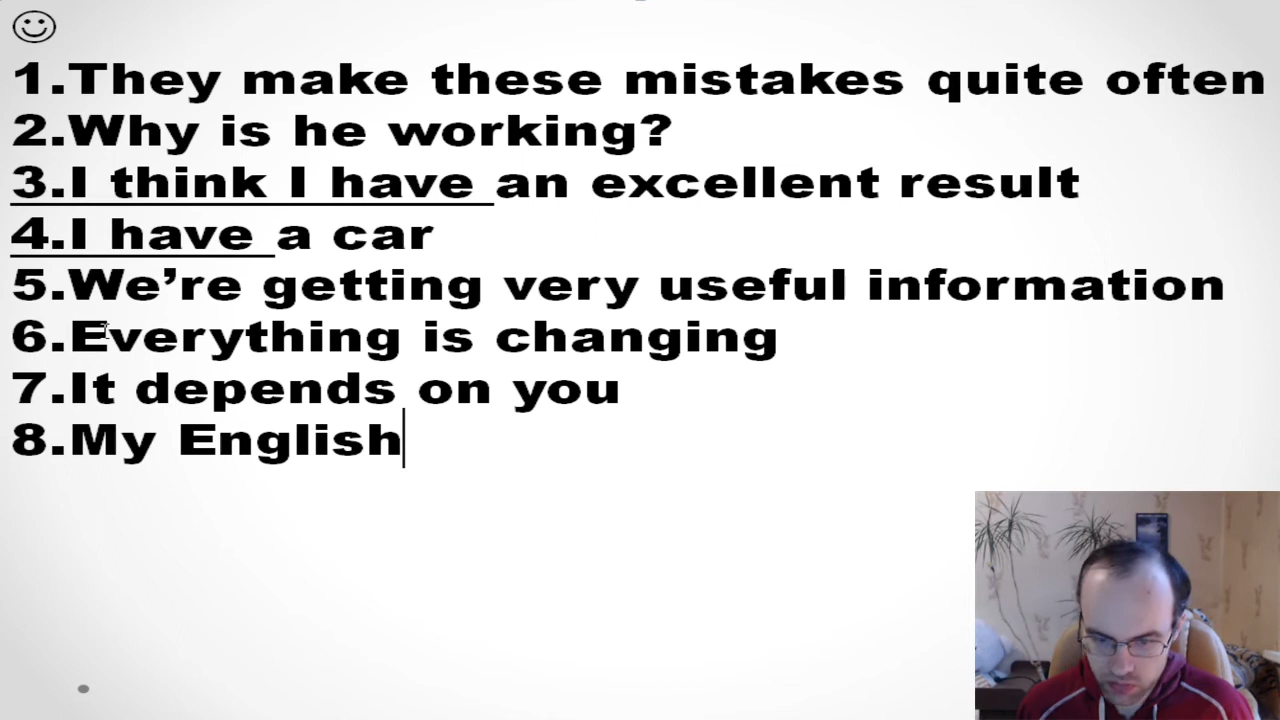 1.They make these mistakes quite often
2.Why is he working?
3.I think I have an excellent result
4.I have a car
5.We’re getting very useful information
6.Everything is changing
7.It depends on you
8.My English